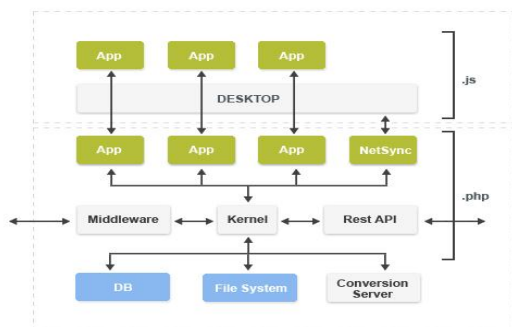 App App App
.js
DESKTOP
App App App NetSync
.php
Middleware Kernel Rest API
DB File System Conversion
Server